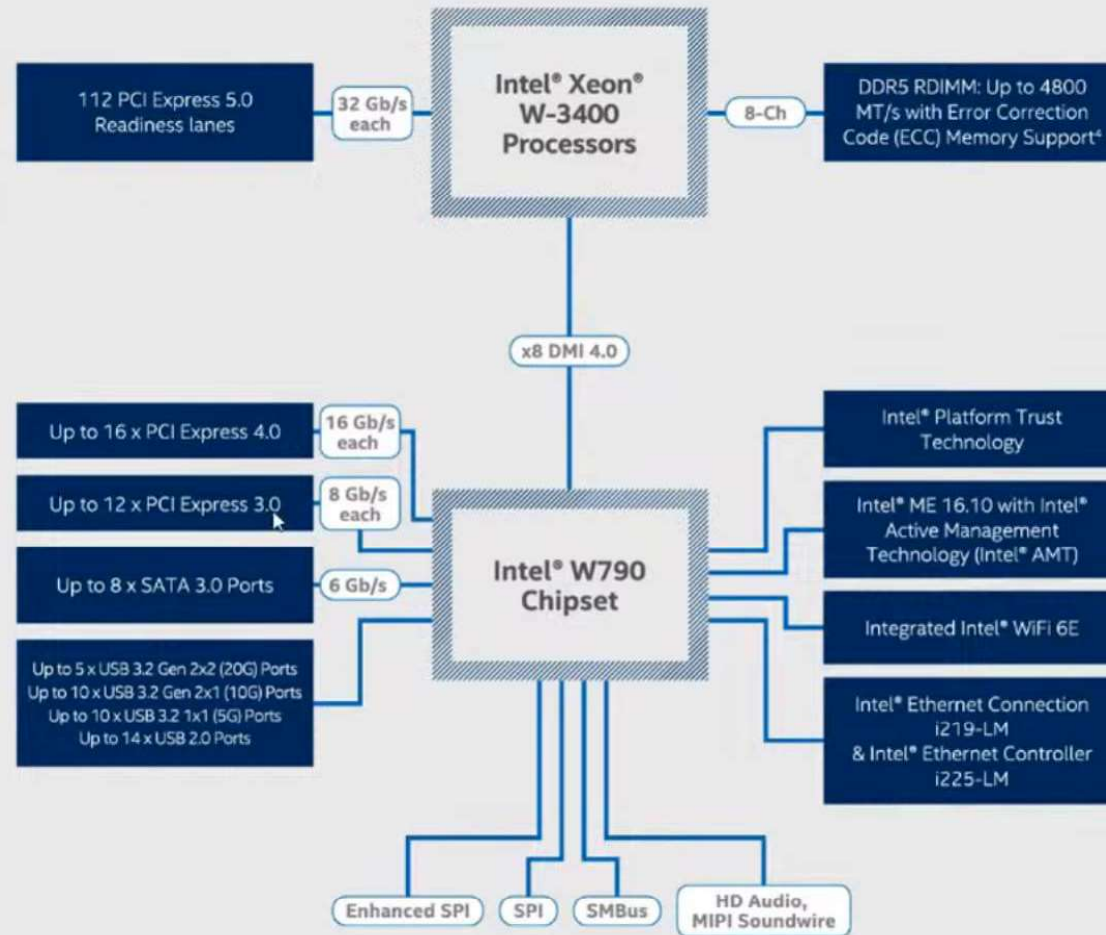 112 PCI Express 5.0
Readiness lanes
32 Gb/s
each
Intel® Xeon®
W-3400
Processors
8-Ch
DDR5 RDIMM: Up to 4800
MT/s with Error Correction
Code (ECC) Memory Support⁴
x8 DMI 4.0
Up to 16 x PCI Express 4.0
16 Gb/s
each
Up to 12 x PCI Express 3.0
8 Gb/s
each
Up to 8 x SATA 3.0 Ports
6 Gb/s
Up to 5 x USB 3.2 Gen 2x2 (20G) Ports
Up to 10 x USB 3.2 Gen 2x1 (10G) Ports
Up to 10 x USB 3.2 1x1 (5G) Ports
Up to 14 x USB 2.0 Ports
Intel® W790
Chipset
Intel® Platform Trust
Technology
Intel® ME 16.10 with Intel®
Active Management
Technology (Intel® AMT)
Integrated Intel® WiFi 6E
Intel® Ethernet Connection
i219-LM
& Intel® Ethernet Controller
i225-LM
Enhanced SPI
SPI
SMBus
HD Audio,
MIPI Soundwire